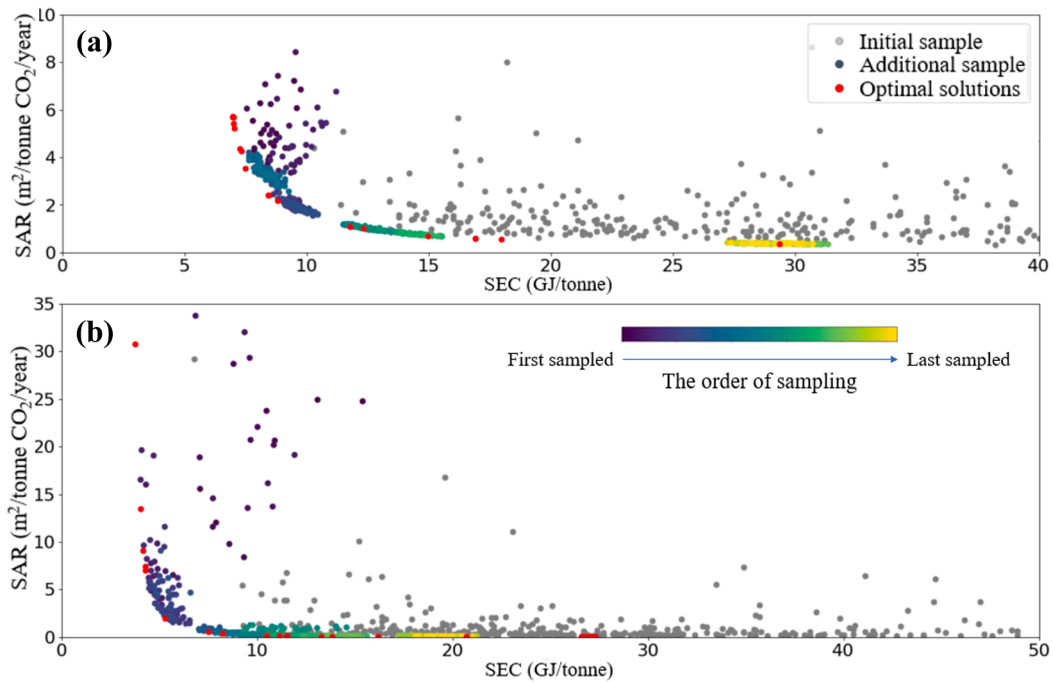 (a)
SAR (m²/tonne CO₂/year)
10
8
6
4
2
0
Initial sample
Additional sample
Optimal solutions
0 5 10 15 20 25 30 35 40
SEC (GJ/tonne)
(b)
SAR (m²/tonne CO₂/year)
35
30
25
20
15
10
5
0
First sampled
Last sampled
The order of sampling
0 10 20 30 40 50
SEC (GJ/tonne)